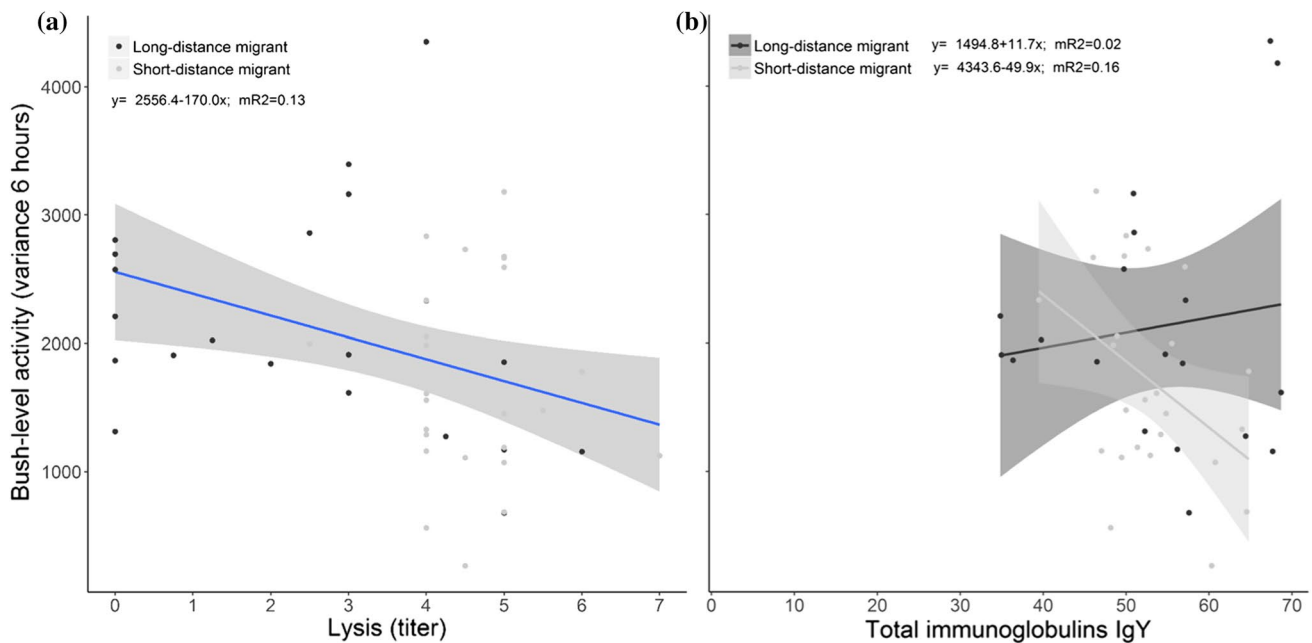 (a)
Long-distance migrant
Short-distance migrant
y= 2556.4-170.0x; mR2=0.13
Bush-level activity (variance 6 hours)
4000
3000
2000
1000
0 1 2 3 4 5 6 7
Lysis (titer)
(b)
Long-distance migrant y= 1494.8+11.7x; mR2=0.02
Short-distance migrant y= 4343.6-49.9x; mR2=0.16
0 10 20 30 40 50 60 70
Total immunoglobulins IgY